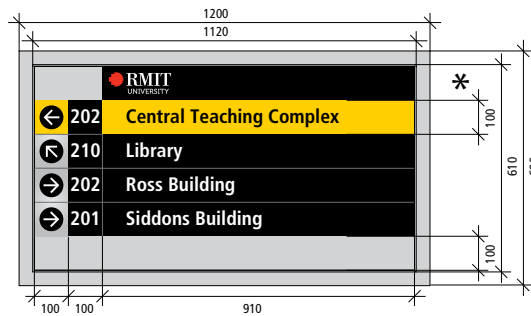 1200
1120
RMIT
UNIVERSITY
*
202 Central Teaching Complex
100
210 Library
610
202 Ross Building
201 Siddons Building
100
100 100 910